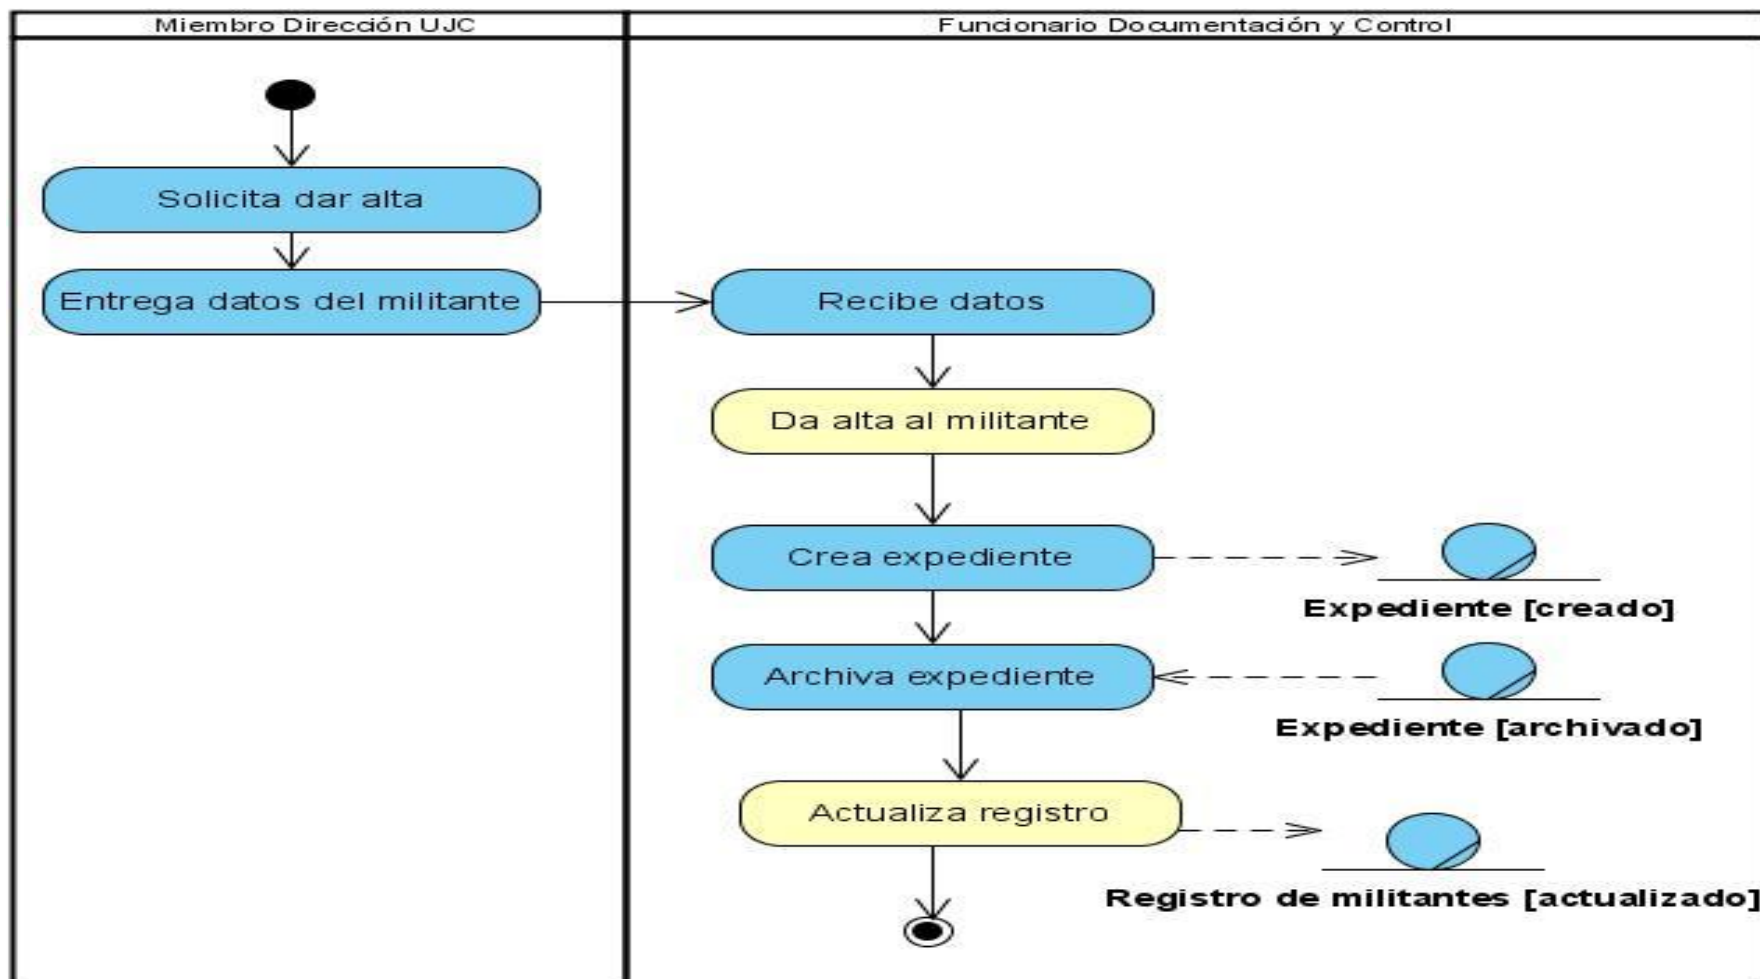 Miembro Dirección UJC
Funcionario Documentación y Control
Solicita dar alta
Entrega datos del militante
Recibe datos
Da alta al militante
Crea expediente
Expediente [creado]
Archiva expediente
Expediente [archivado]
Actualiza registro
Registro de militantes [actualizado]